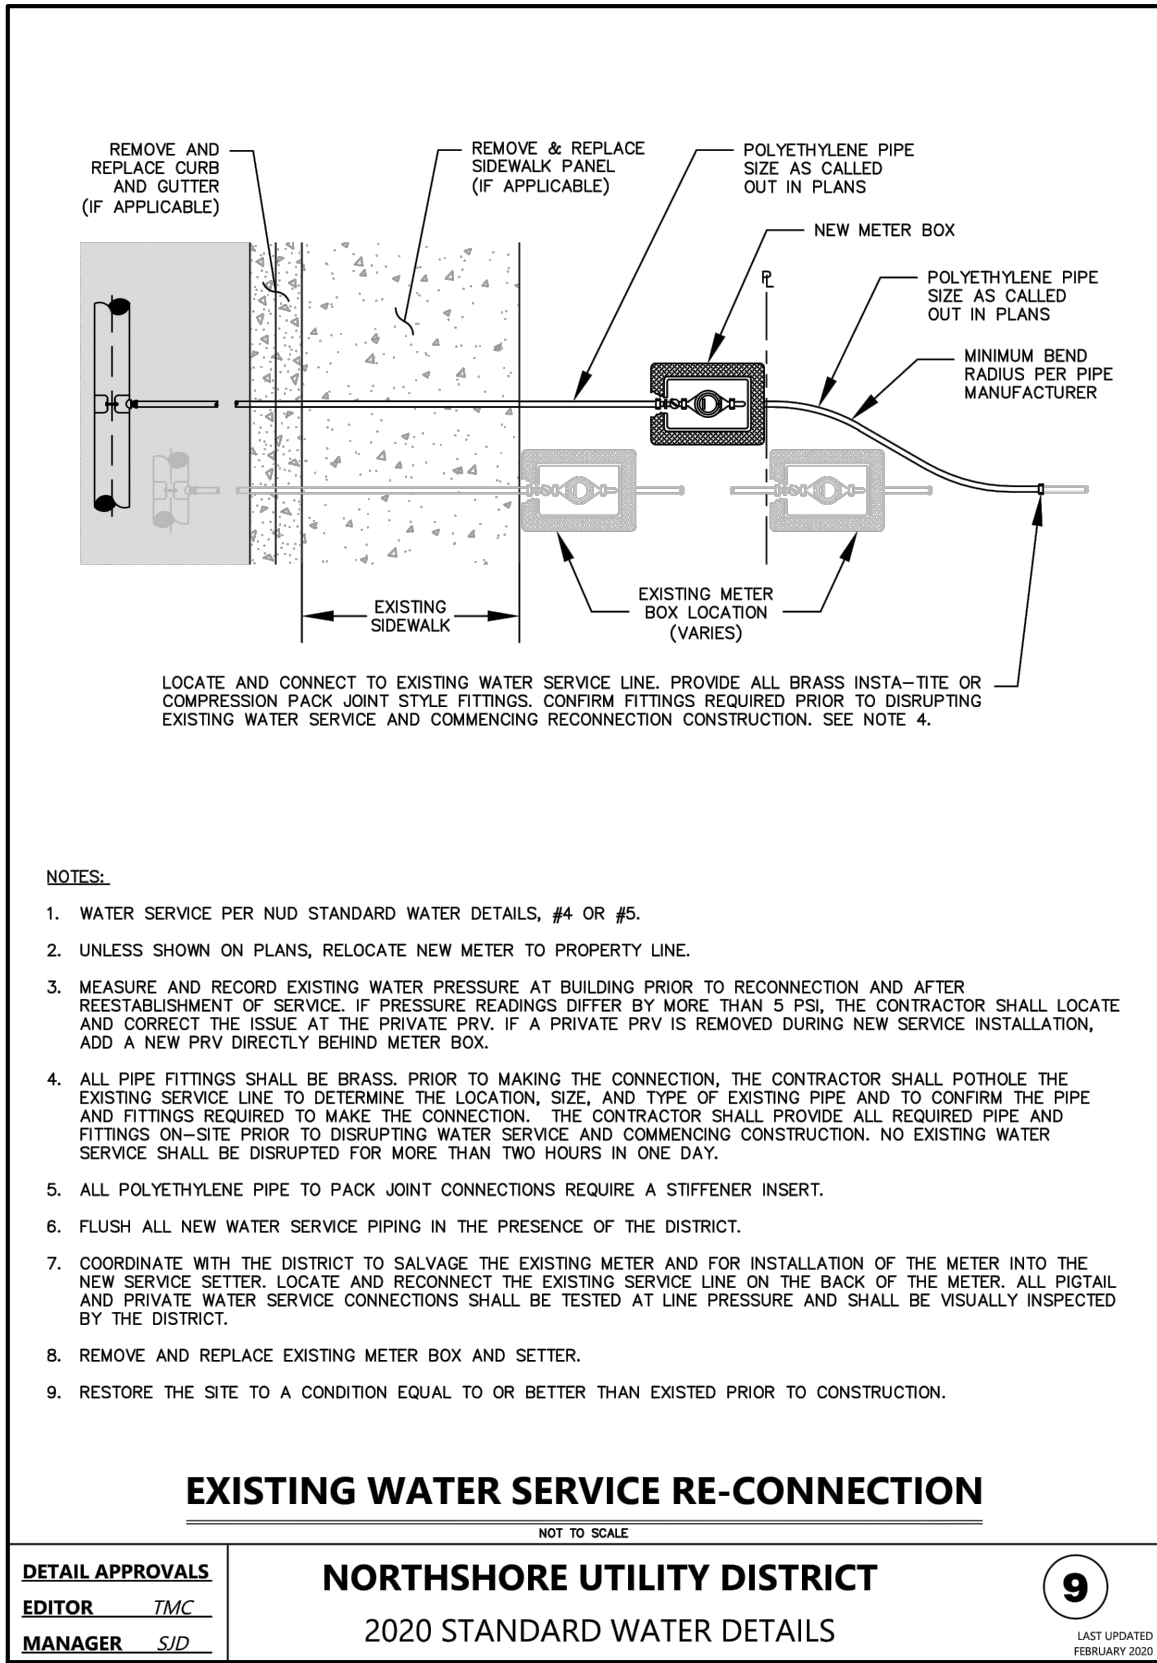 REMOVE AND
REPLACE CURB
AND GUTTER
(IF APPLICABLE)
REMOVE & REPLACE
SIDEWALK PANEL
(IF APPLICABLE)
POLYETHYLENE PIPE
SIZE AS CALLED
OUT IN PLANS
NEW METER BOX
PL
POLYETHYLENE PIPE
SIZE AS CALLED
OUT IN PLANS
MINIMUM BEND
RADIUS PER PIPE
MANUFACTURER
EXISTING
SIDEWALK
EXISTING METER
BOX LOCATION
(VARIES)
LOCATE AND CONNECT TO EXISTING WATER SERVICE LINE. PROVIDE ALL BRASS INSTA-TITE OR
COMPRESSION PACK JOINT STYLE FITTINGS. CONFIRM FITTINGS REQUIRED PRIOR TO DISRUPTING
EXISTING WATER SERVICE AND COMMENCING RECONNECTION CONSTRUCTION. SEE NOTE 4.
NOTES:
1. WATER SERVICE PER NUD STANDARD WATER DETAILS, #4 OR #5.
2. UNLESS SHOWN ON PLANS, RELOCATE NEW METER TO PROPERTY LINE.
3. MEASURE AND RECORD EXISTING WATER PRESSURE AT BUILDING PRIOR TO RECONNECTION AND AFTER
REESTABLISHMENT OF SERVICE. IF PRESSURE READINGS DIFFER BY MORE THAN 5 PSI, THE CONTRACTOR SHALL LOCATE
AND CORRECT THE ISSUE AT THE PRIVATE PRV. IF A PRIVATE PRV IS REMOVED DURING NEW SERVICE INSTALLATION,
ADD A NEW PRV DIRECTLY BEHIND METER BOX.
4. ALL PIPE FITTINGS SHALL BE BRASS. PRIOR TO MAKING THE CONNECTION, THE CONTRACTOR SHALL POTHOLE THE
EXISTING SERVICE LINE TO DETERMINE THE LOCATION, SIZE, AND TYPE OF EXISTING PIPE AND TO CONFIRM THE PIPE
AND FITTINGS REQUIRED TO MAKE THE CONNECTION. THE CONTRACTOR SHALL PROVIDE ALL REQUIRED PIPE AND
FITTINGS ON-SITE PRIOR TO DISRUPTING WATER SERVICE AND COMMENCING CONSTRUCTION. NO EXISTING WATER
SERVICE SHALL BE DISRUPTED FOR MORE THAN TWO HOURS IN ONE DAY.
5. ALL POLYETHYLENE PIPE TO PACK JOINT CONNECTIONS REQUIRE A STIFFENER INSERT.
6. FLUSH ALL NEW WATER SERVICE PIPING IN THE PRESENCE OF THE DISTRICT.
7. COORDINATE WITH THE DISTRICT TO SALVAGE THE EXISTING METER AND FOR INSTALLATION OF THE METER INTO THE
NEW SERVICE SETTER. LOCATE AND RECONNECT THE EXISTING SERVICE LINE ON THE BACK OF THE METER. ALL PIGTAIL
AND PRIVATE WATER SERVICE CONNECTIONS SHALL BE TESTED AT LINE PRESSURE AND SHALL BE VISUALLY INSPECTED
BY THE DISTRICT.
8. REMOVE AND REPLACE EXISTING METER BOX AND SETTER.
9. RESTORE THE SITE TO A CONDITION EQUAL TO OR BETTER THAN EXISTED PRIOR TO CONSTRUCTION.
EXISTING WATER SERVICE RE-CONNECTION
NOT TO SCALE
DETAIL APPROVALS
EDITOR TMC
MANAGER SJD
NORTHSHORE UTILITY DISTRICT
2020 STANDARD WATER DETAILS
9
LAST UPDATED
FEBRUARY 2020